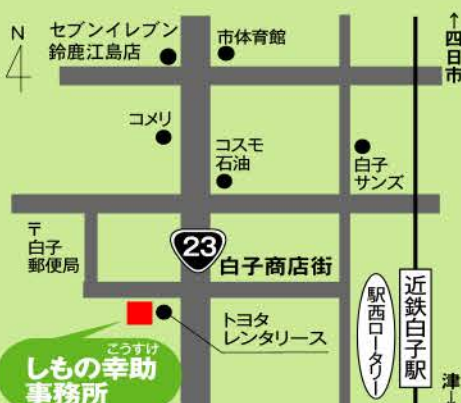 N
セブンイレブン
鈴鹿江島店
市体育館
↑四日市
コメリ
コスモ
石油
白子
サンズ
〒
白子
郵便局
23
白子商店街
トヨタ
レンタリース
駅西ロータリー
近鉄白子駅
こうすけ
しもの幸助
事務所
津↓